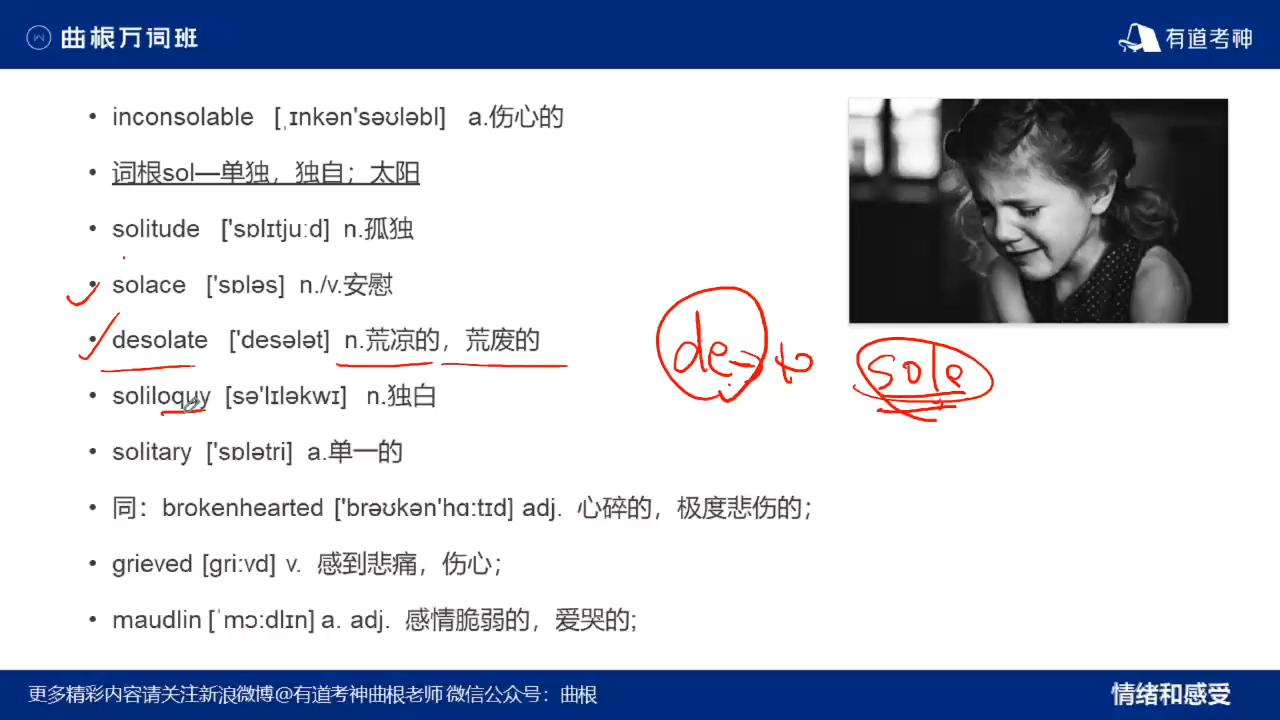 曲根万词班
有道考神
inconsolable [ˌɪnkən'səʊləbl] a.伤心的
词根sol—单独，独自；太阳
solitude ['sɒlɪtjuːd] n.孤独
solace ['sɒləs] n./v.安慰
desolate ['desələt] n.荒凉的，荒废的
de→to sole
soliloquy [sə'lɪləkwɪ] n.独白
solitary ['sɒlətri] a.单一的
同：brokenhearted ['brəʊkən'hɑːtɪd] adj. 心碎的，极度悲伤的；
grieved [griːvd] v. 感到悲痛，伤心；
maudlin [ˈmɔːdlɪn] a. adj. 感情脆弱的，爱哭的;
更多精彩内容请关注新浪微博@有道考神曲根老师 微信公众号：曲根
情绪和感受